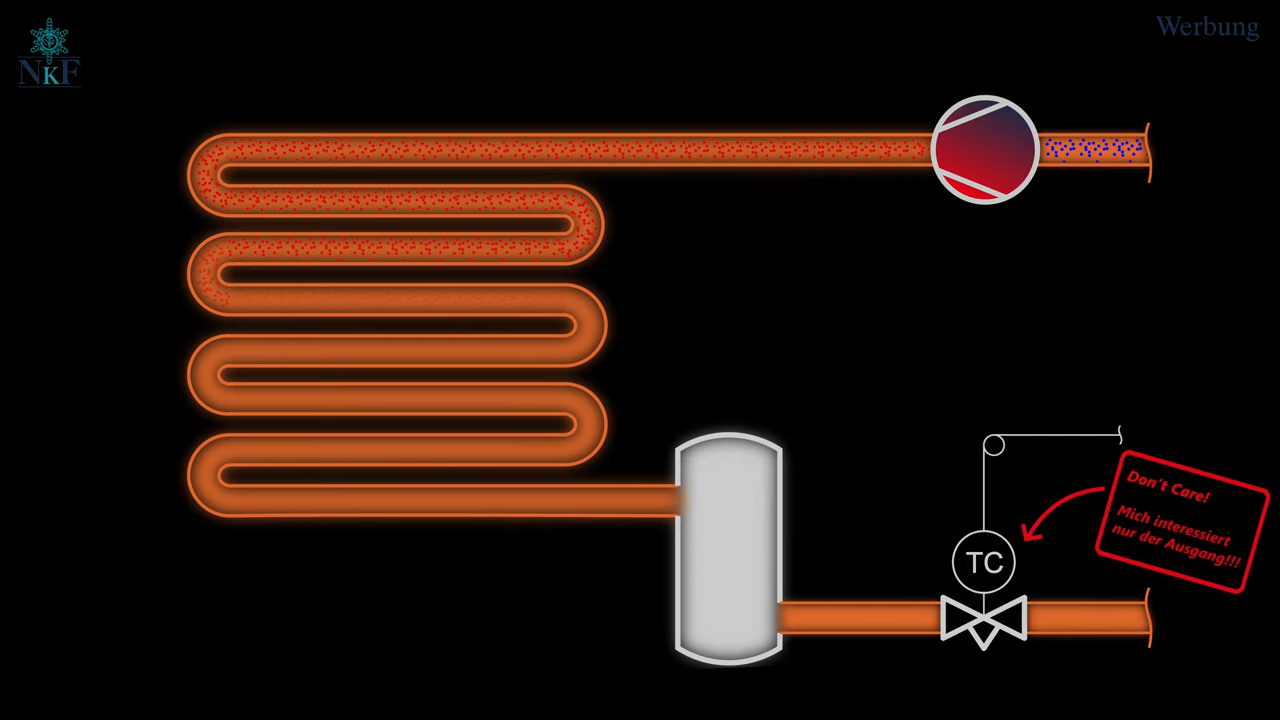 NKF
Werbung
Don't Care!
Mich interessiert
nur der Ausgang!!!
TC